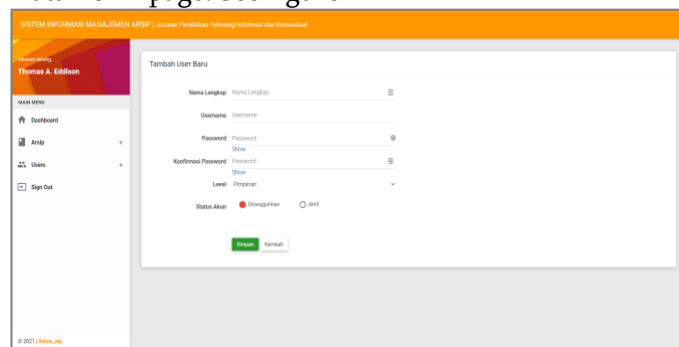 SISTEM INFORMASI MANAJEMEN ARSIP | Jurusan Pendidikan Teknologi Informasi dan Komunikasi
Selamat datang,
Thomas A. Eddison
MAIN MENU
Dashboard
Arsip +
Users +
Sign Out
Tambah User Baru
Nama Lengkap Nama Lengkap
Username Username
Password Password
Show
Konfirmasi Password Password
Show
Level Pimpinan
Status Akun Ditangguhkan Aktif
Simpan Kembali
© 2021 |